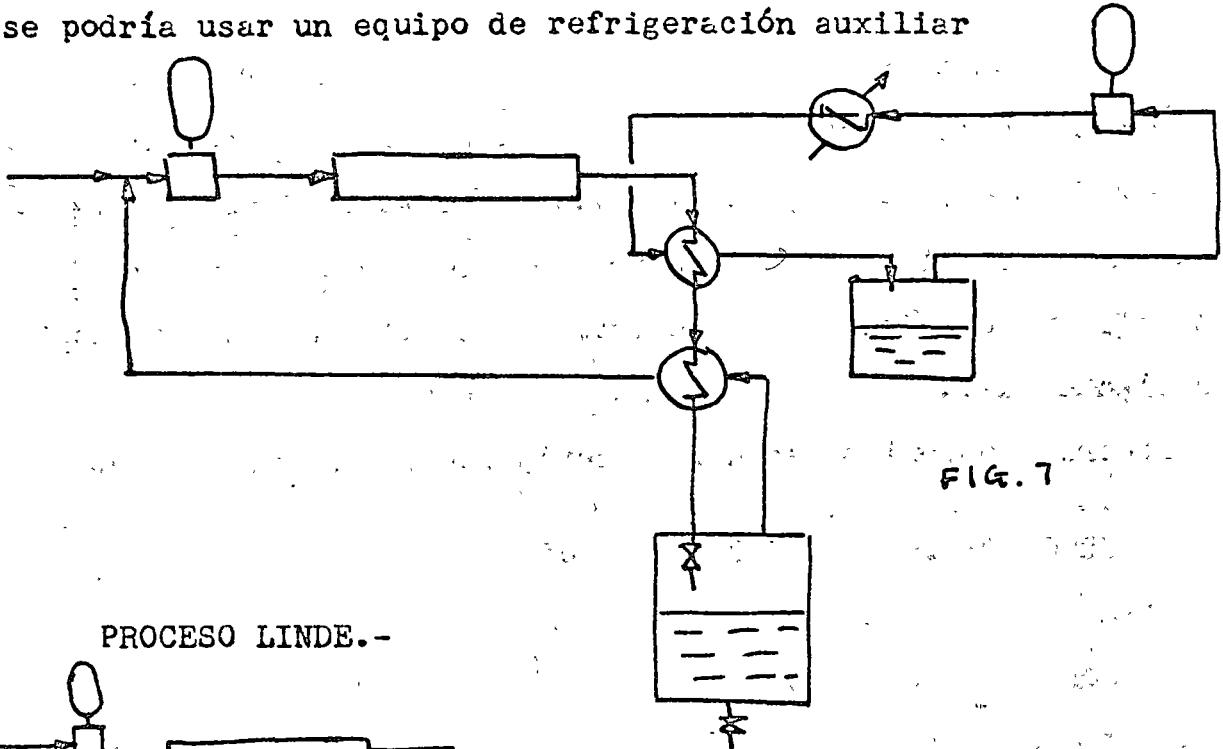 se podría usar un equipo de refrigeración auxiliar
FIG. 7
PROCESO LINDE.-